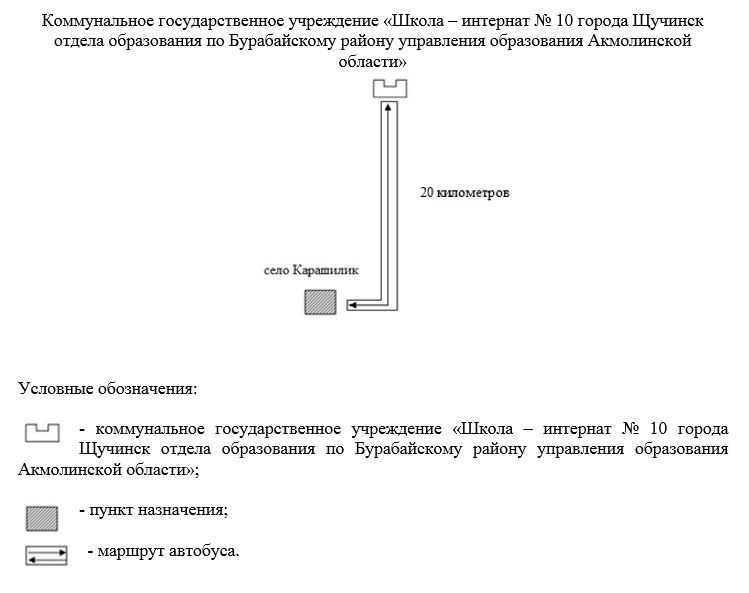 Коммунальное государственное учреждение «Школа – интернат № 10 города Щучинск
отдела образования по Бурабайскому району управления образования Акмолинской
области»
20 километров
село Карашилик
Условные обозначения:
- коммунальное государственное учреждение «Школа – интернат № 10 города
Щучинск отдела образования по Бурабайскому району управления образования
Акмолинской области»;
- пункт назначения;
- маршрут автобуса.